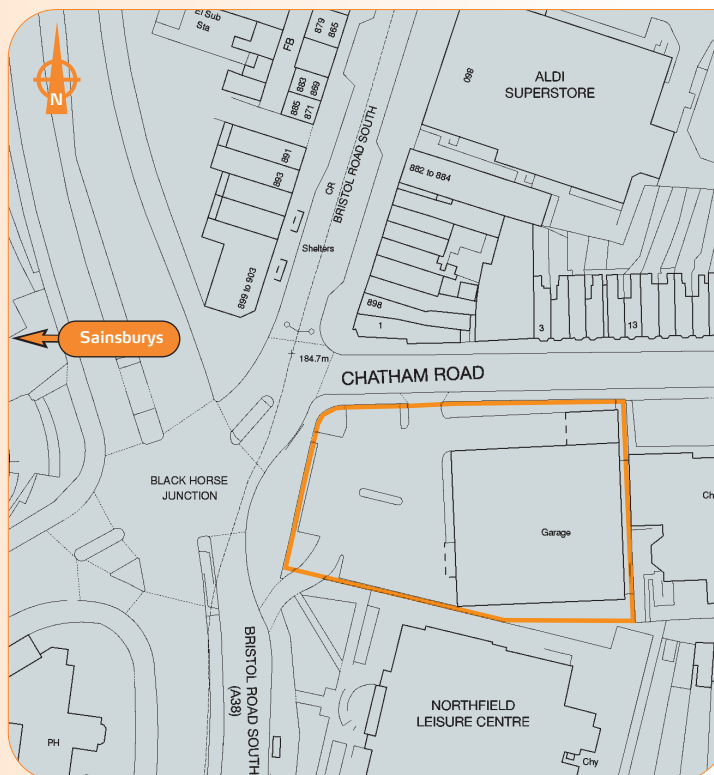 El Sub
Sta
FB
879
865
883
869
885
871
860
ALDI
SUPERSTORE
BRISTOL ROAD SOUTH
CR
891
893
882 to 884
Shelters
899 to 903
898
1
3
13
N
Sainsburys
184.7m
CHATHAM ROAD
BLACK HORSE
JUNCTION
Garage
Ch
BRISTOL ROAD SOUTH
(A38)
NORTHFIELD
LEISURE CENTRE
PH
Chy